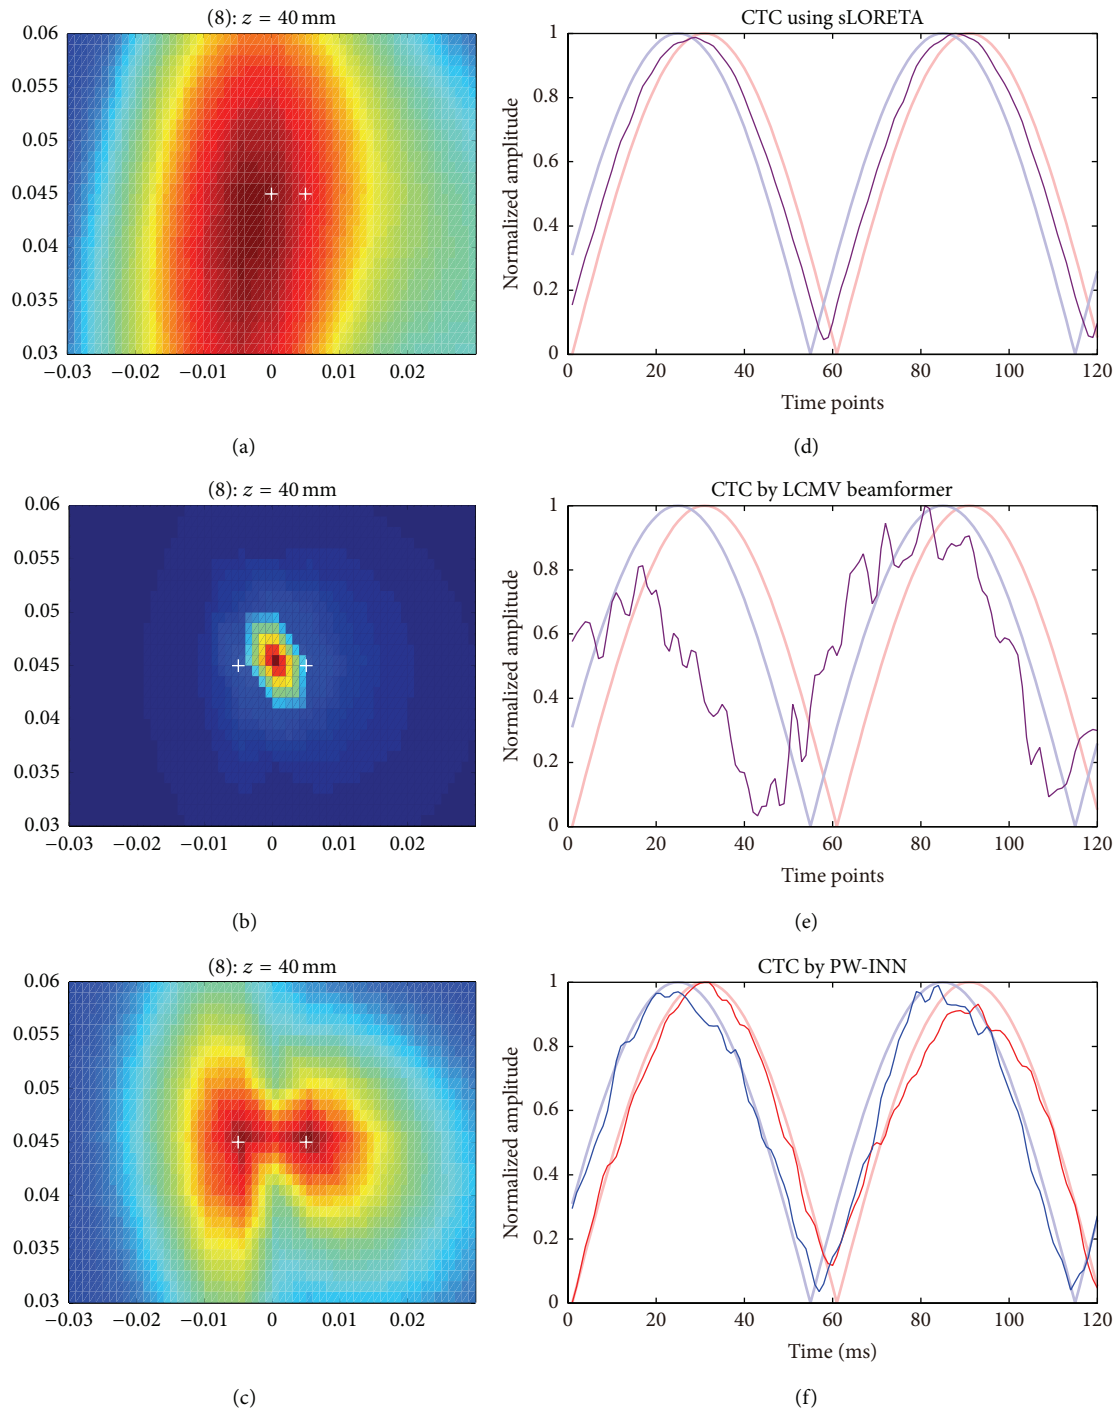 (8): z = 40 mm
0.06
0.055
0.05
0.045
0.04
0.035
0.03
−0.03 −0.02 −0.01 0 0.01 0.02
(a)
CTC using sLORETA
Normalized amplitude
1
0.8
0.6
0.4
0.2
0
0 20 40 60 80 100 120
Time points
(d)
(8): z = 40 mm
0.06
0.055
0.05
0.045
0.04
0.035
0.03
−0.03 −0.02 −0.01 0 0.01 0.02
(b)
CTC by LCMV beamformer
Normalized amplitude
1
0.8
0.6
0.4
0.2
0
0 20 40 60 80 100 120
Time points
(e)
(8): z = 40 mm
0.06
0.055
0.05
0.045
0.04
0.035
0.03
−0.03 −0.02 −0.01 0 0.01 0.02
(c)
CTC by PW-INN
Normalized amplitude
1
0.8
0.6
0.4
0.2
0
0 20 40 60 80 100 120
Time (ms)
(f)